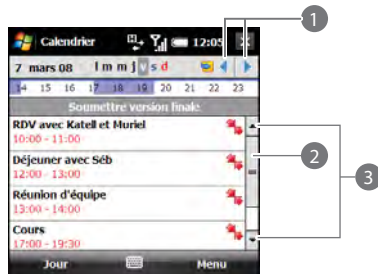 1
Calendrier 12:05
7 mars 08 l m m j v s d
14 15 16 17 18 19 20 21 22 23
Soumettre version finale
RDV avec Katell et Muriel
10:00 - 11:00
2
Déjeuner avec Séb
12:00 - 13:00
3
Réunion d'équipe
13:00 - 14:00
Cours
17:00 - 19:30
Jour Menu